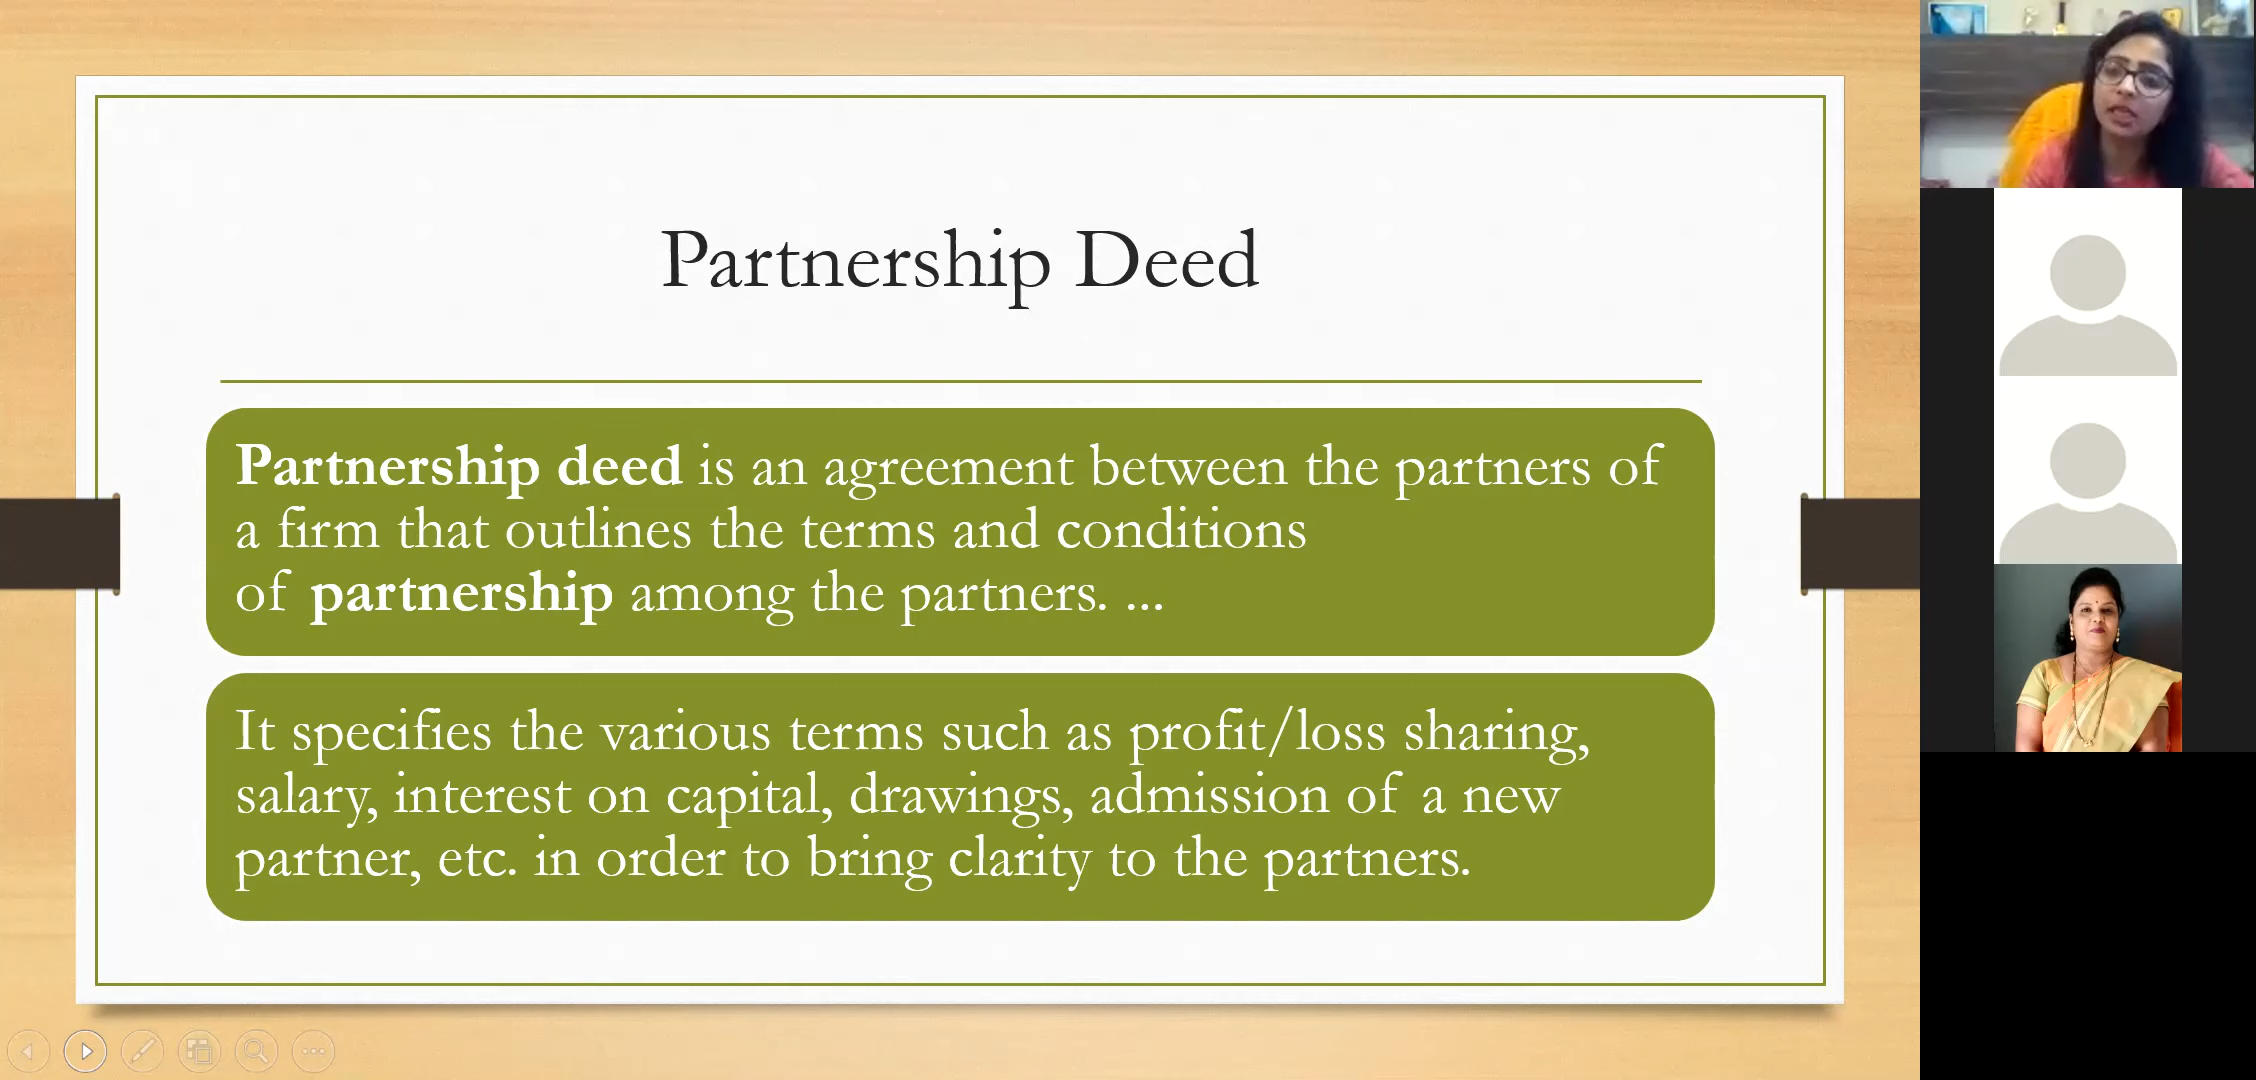 Partnership Deed
Partnership deed is an agreement between the partners of
a firm that outlines the terms and conditions
of partnership among the partners. ...
It specifies the various terms such as profit/loss sharing,
salary, interest on capital, drawings, admission of a new
partner, etc. in order to bring clarity to the partners.